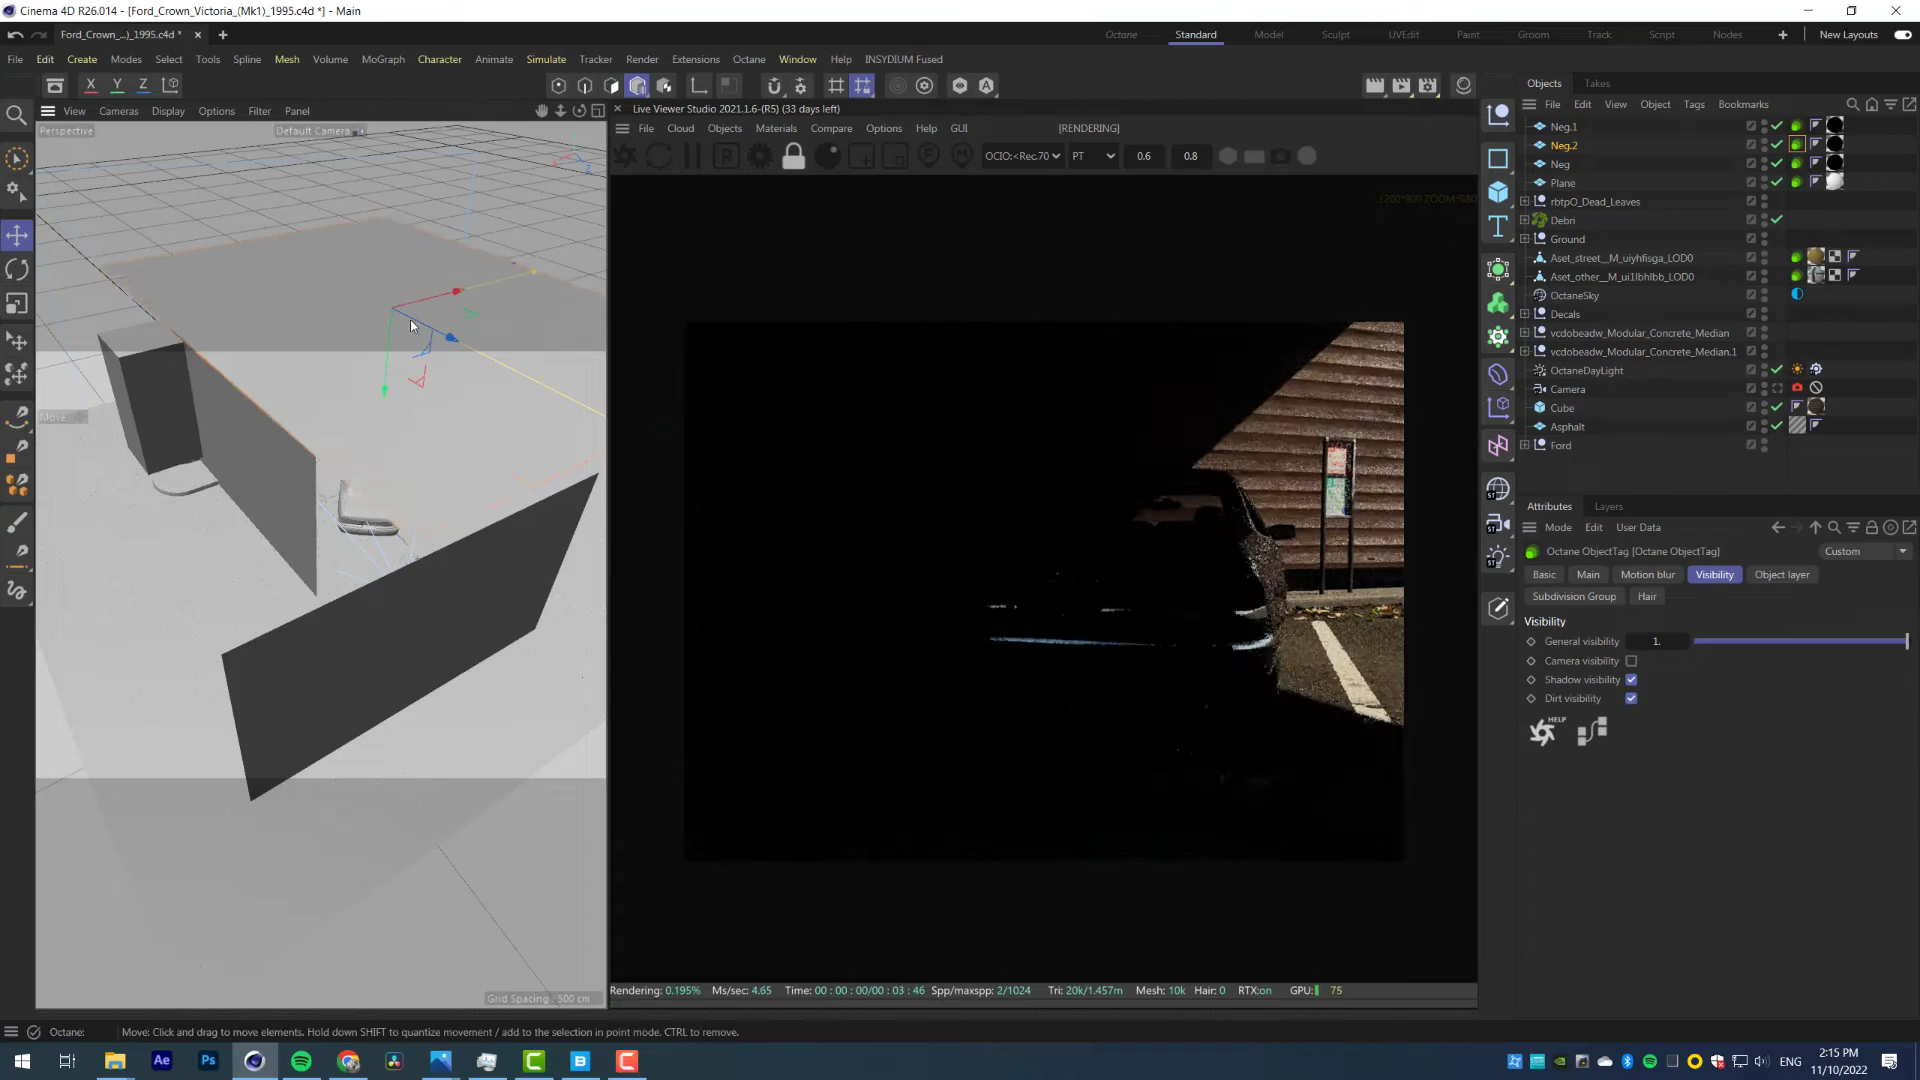 Cinema 4D R26.014 - [Ford_Crown_Victoria_(Mk1)_1995.c4d *] - Main
Ford_Crown_...)_1995.c4d *
Octane Standard Model Sculpt UVEdit Paint Groom Track Script Nodes New Layouts
File Edit Create Modes Select Tools Spline Mesh Volume MoGraph Character Animate Simulate Tracker Render Extensions Octane Window Help INSYDIUM Fused
X Y Z
View Cameras Display Options Filter Panel
Perspective
Default Camera
Move
Grid Spacing : 500 cm
Live Viewer Studio 2021.1.6-(R5) (33 days left)
File Cloud Objects Materials Compare Options Help GUI [RENDERING]
OCIO:<Rec.70 PT 0.6 0.8
Rendering: 0.195% Ms/sec: 4.65 Time: 00 : 00 : 00/00 : 03 : 46 Spp/maxspp: 2/1024 Tri: 20k/1.457m Mesh: 10k Hair: 0 RTX:on GPU: 75
Objects Takes
File Edit View Object Tags Bookmarks
Neg.1
Neg.2
Neg
Plane
rbtpO_Dead_Leaves
Debri
Ground
Aset_street__M_uiyhfisga_LOD0
Aset_other__M_ui1lbhlbb_LOD0
OctaneSky
Decals
vcdobeadw_Modular_Concrete_Median
vcdobeadw_Modular_Concrete_Median.1
OctaneDayLight
Camera
Cube
Asphalt
Ford
Attributes Layers
Mode Edit User Data
Octane ObjectTag [Octane ObjectTag] Custom
Basic Main Motion blur Visibility Object layer
Subdivision Group Hair
Visibility
General visibility 1.
Camera visibility
Shadow visibility
Dirt visibility
HELP
Octane: Move: Click and drag to move elements. Hold down SHIFT to quantize movement / add to the selection in point mode. CTRL to remove.
Ae Ps
ENG
2:15 PM
11/10/2022